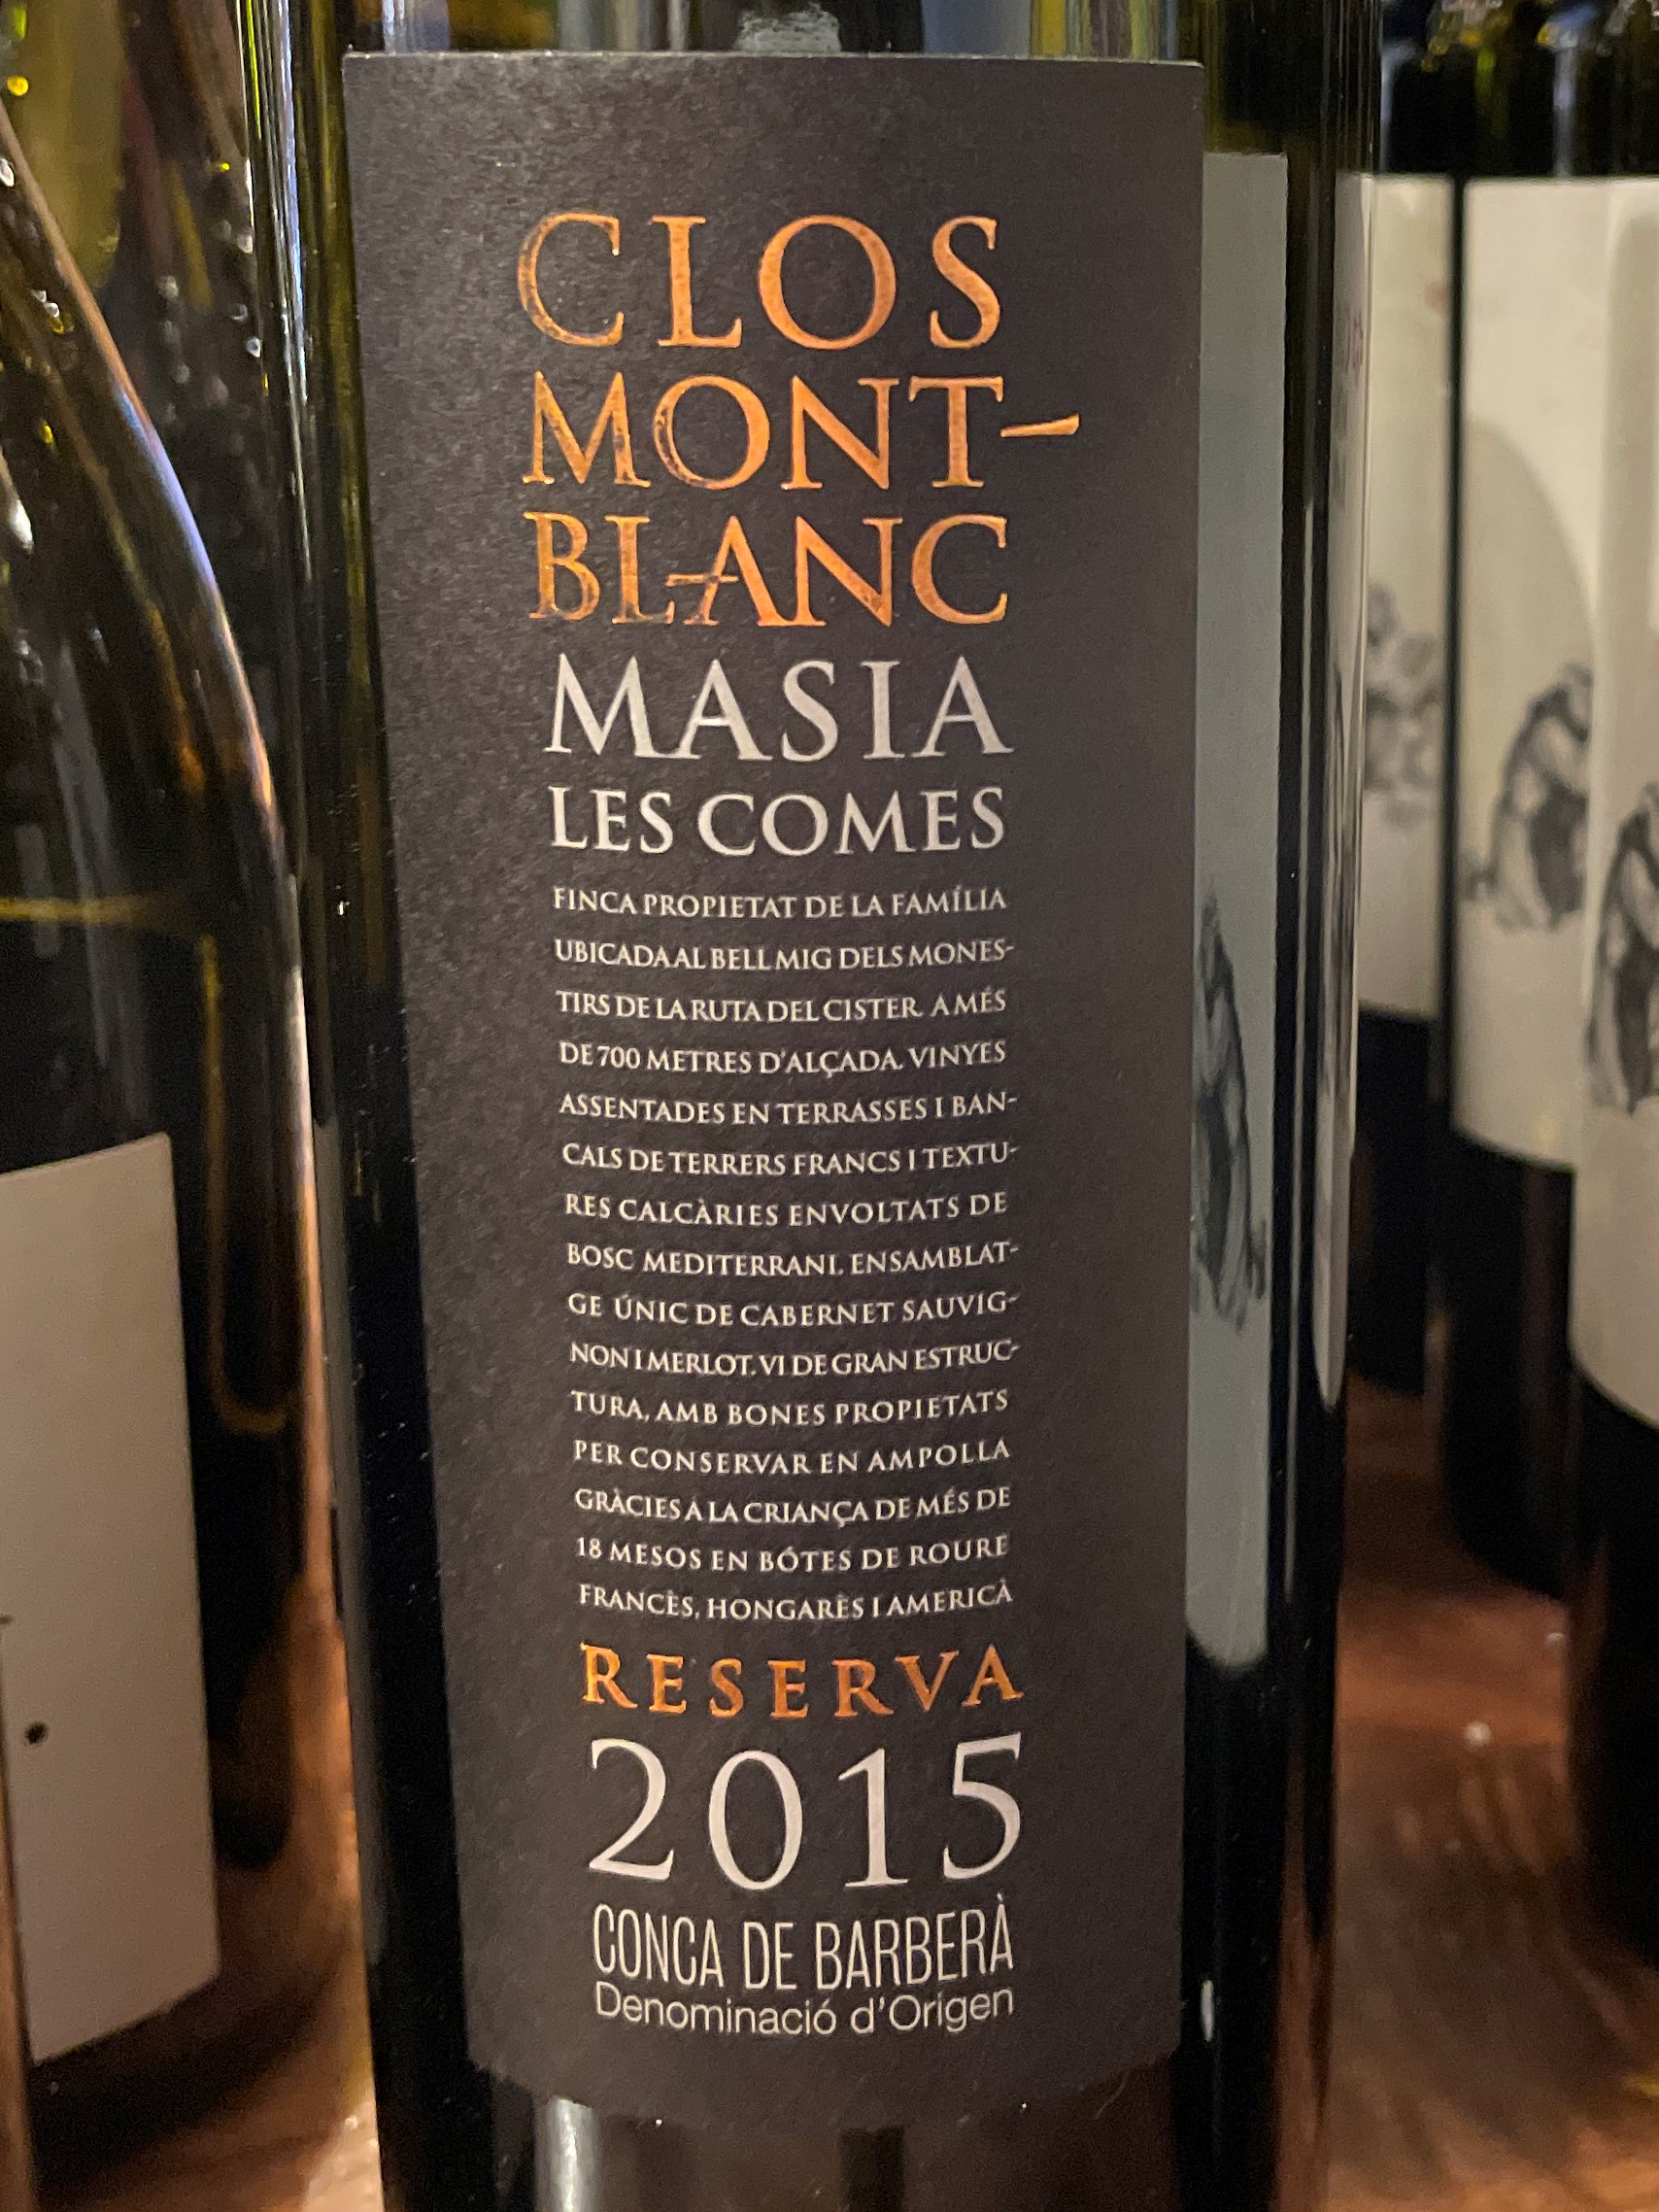 CLOS
MONT-
BLANC
MASIA
LES COMES
FINCA PROPIETAT DE LA FAMÍLIA
UBICADA AL BELL MIG DELS MONES-
TIRS DE LA RUTA DEL CISTER. A MÉS
DE 700 METRES D'ALÇADA. VINYES
ASSENTADES EN TERRASSES I BAN-
CALS DE TERRERS FRANCS I TEXTU-
RES CALCÀRIES ENVOLTATS DE
BOSC MEDITERRANI. ENSAMBLAT-
GE ÚNIC DE CABERNET SAUVIG-
NON I MERLOT. VI DE GRAN ESTRUC-
TURA, AMB BONES PROPIETATS
PER CONSERVAR EN AMPOLLA
GRÀCIES A LA CRIANÇA DE MÉS DE
18 MESOS EN BÓTES DE ROURE
FRANCÈS, HONGARÈS I AMERICÀ
RESERVA
2015
CONCA DE BARBERÀ
Denominació d'Origen